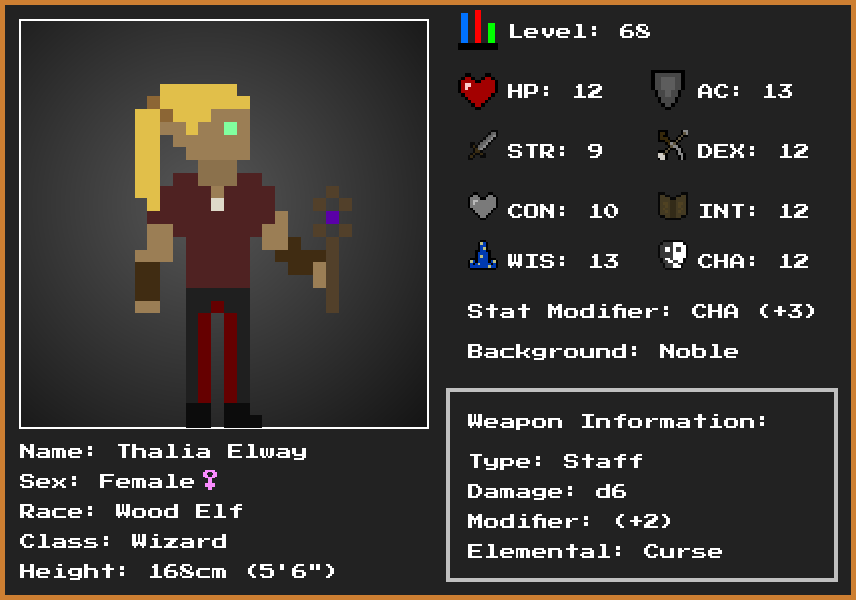 Level: 68
HP: 12
AC: 13
STR: 9
DEX: 12
CON: 10
INT: 12
WIS: 13
CHA: 12
Stat Modifier: CHA (+3)
Background: Noble
Weapon Information:
Type: Staff
Damage: d6
Modifier: (+2)
Elemental: Curse
Name: Thalia Elway
Sex: Female♀
Race: Wood Elf
Class: Wizard
Height: 168cm (5'6")